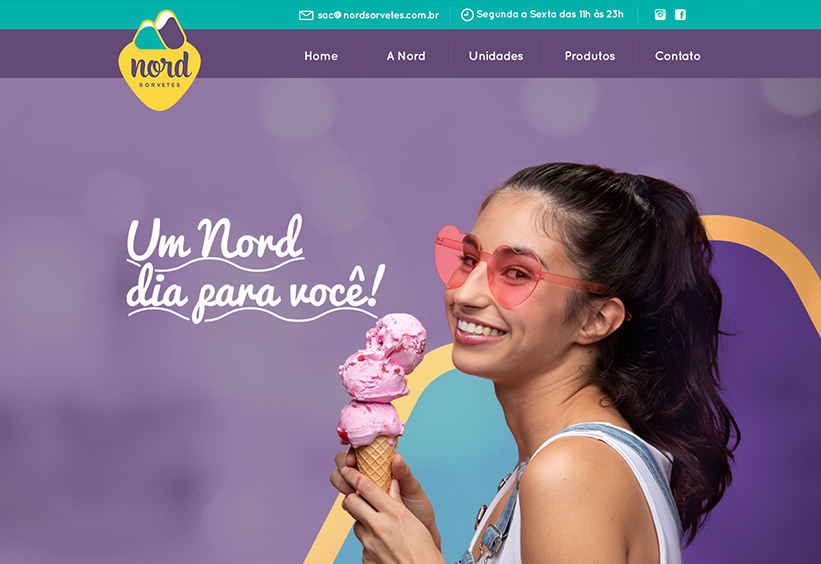 sac@nordsorvetes.com.br
Segunda a Sexta das 11h às 23h
nord
SORVETES
Home
A Nord
Unidades
Produtos
Contato
Um Nord
dia para você!